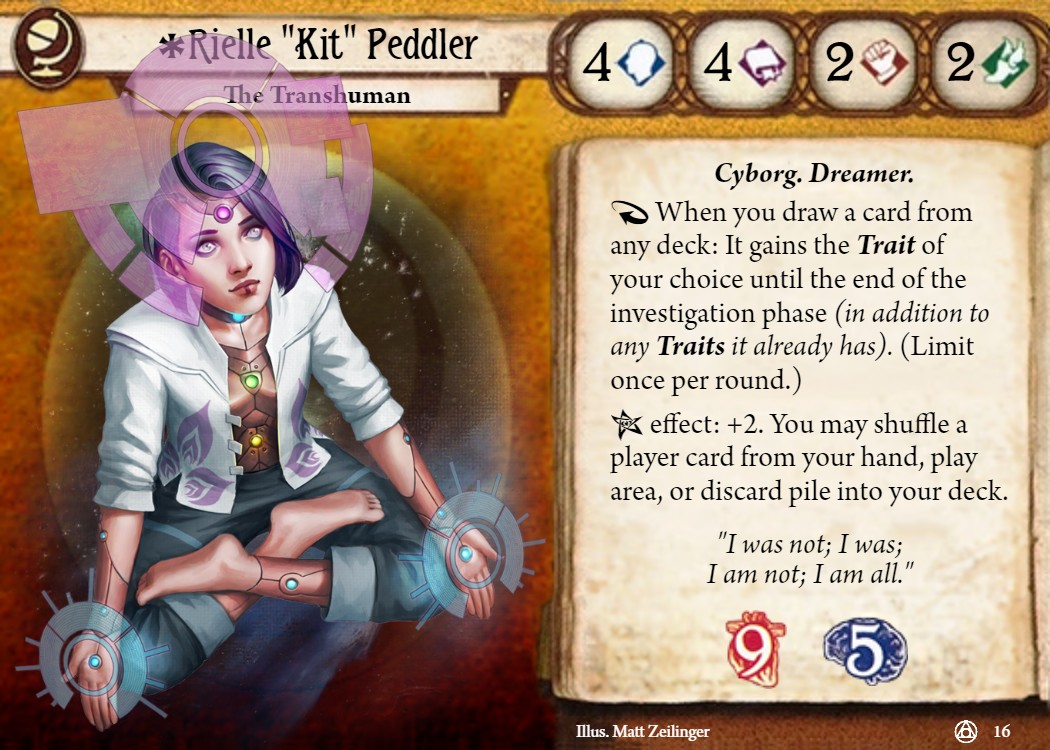 *Rielle "Kit" Peddler
The Transhuman
4 4 2 2
Cyborg. Dreamer.
When you draw a card from
any deck: It gains the Trait of
your choice until the end of the
investigation phase (in addition to
any Traits it already has). (Limit
once per round.)
effect: +2. You may shuffle a
player card from your hand, play
area, or discard pile into your deck.
"I was not; I was;
I am not; I am all."
9 5
Illus. Matt Zeilinger 16